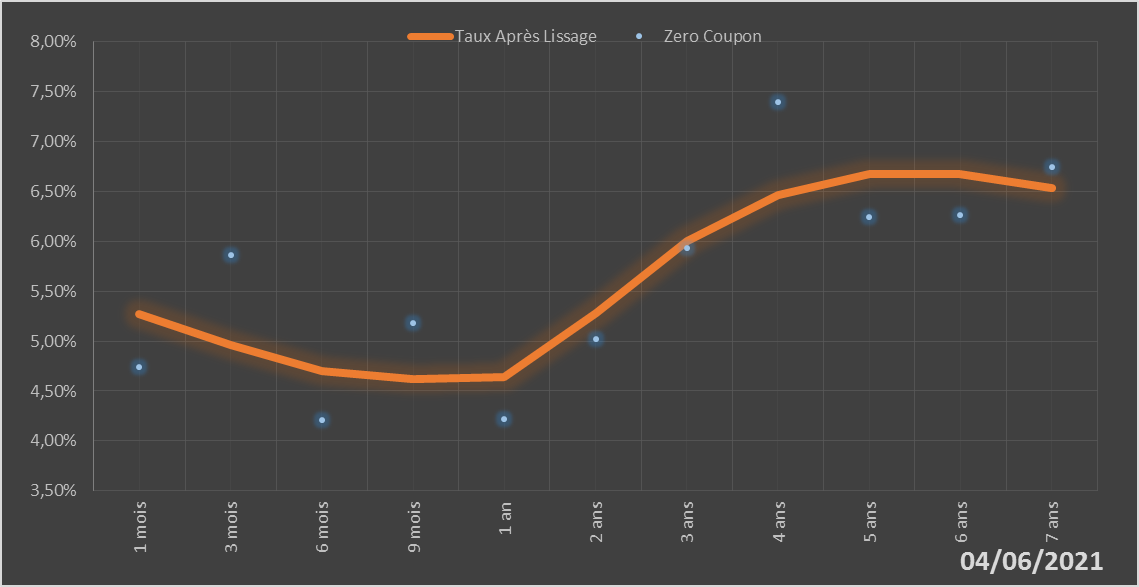 Taux Après Lissage
Zero Coupon
8,00%
7,50%
7,00%
6,50%
6,00%
5,50%
5,00%
4,50%
4,00%
3,50%
1 mois
3 mois
6 mois
9 mois
1 an
2 ans
3 ans
4 ans
5 ans
6 ans
7 ans
04/06/2021